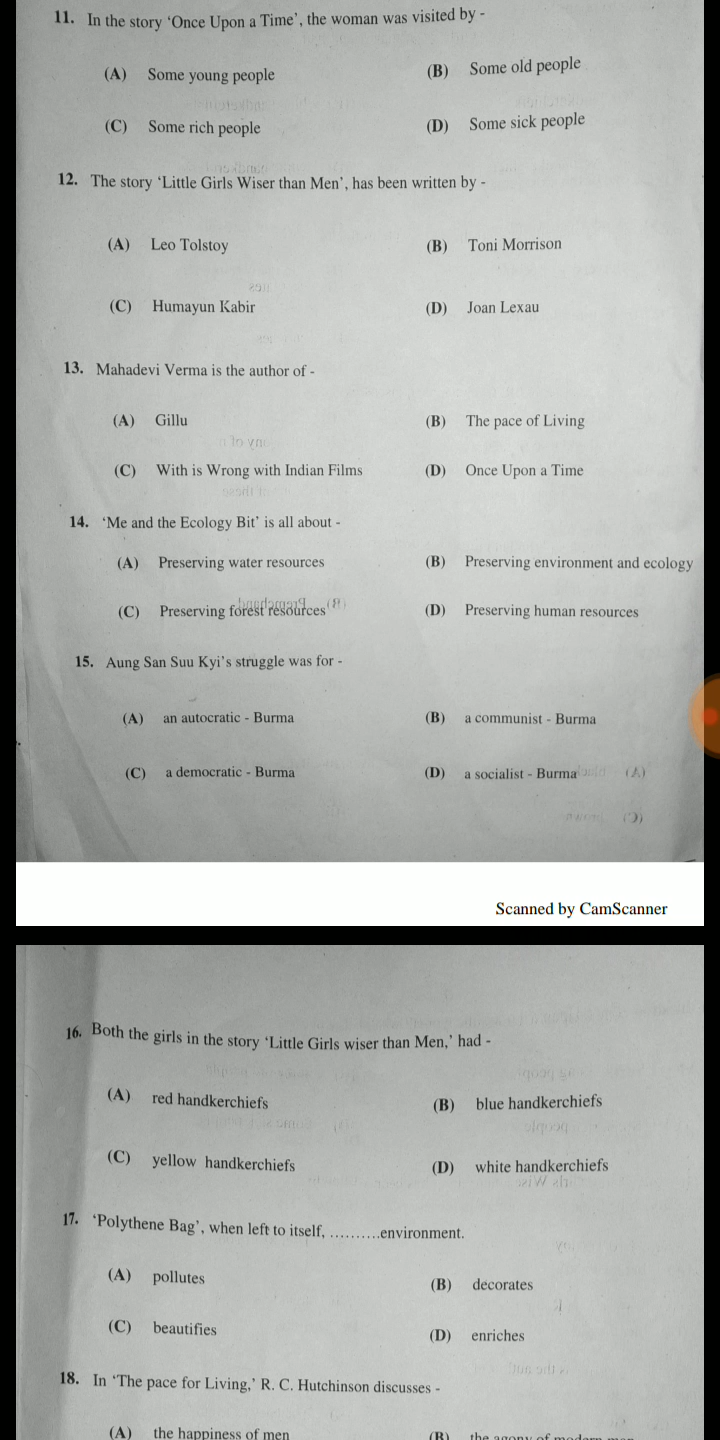 11. In the story 'Once Upon a Time', the woman was visited by -
(A) Some young people (B) Some old people
(C) Some rich people (D) Some sick people
12. The story 'Little Girls Wiser than Men', has been written by -
(A) Leo Tolstoy (B) Toni Morrison
(C) Humayun Kabir (D) Joan Lexau
13. Mahadevi Verma is the author of -
(A) Gillu (B) The pace of Living
(C) With is Wrong with Indian Films (D) Once Upon a Time
14. 'Me and the Ecology Bit' is all about -
(A) Preserving water resources (B) Preserving environment and ecology
(C) Preserving forest resources (D) Preserving human resources
15. Aung San Suu Kyi's struggle was for -
(A) an autocratic - Burma (B) a communist - Burma
(C) a democratic - Burma (D) a socialist - Burma
Scanned by CamScanner
16. Both the girls in the story 'Little Girls wiser than Men,' had -
(A) red handkerchiefs (B) blue handkerchiefs
(C) yellow handkerchiefs (D) white handkerchiefs
17. 'Polythene Bag', when left to itself, ..........environment.
(A) pollutes (B) decorates
(C) beautifies (D) enriches
18. In 'The pace for Living,' R. C. Hutchinson discusses -
(A) the happiness of men (B) the agony of modern men